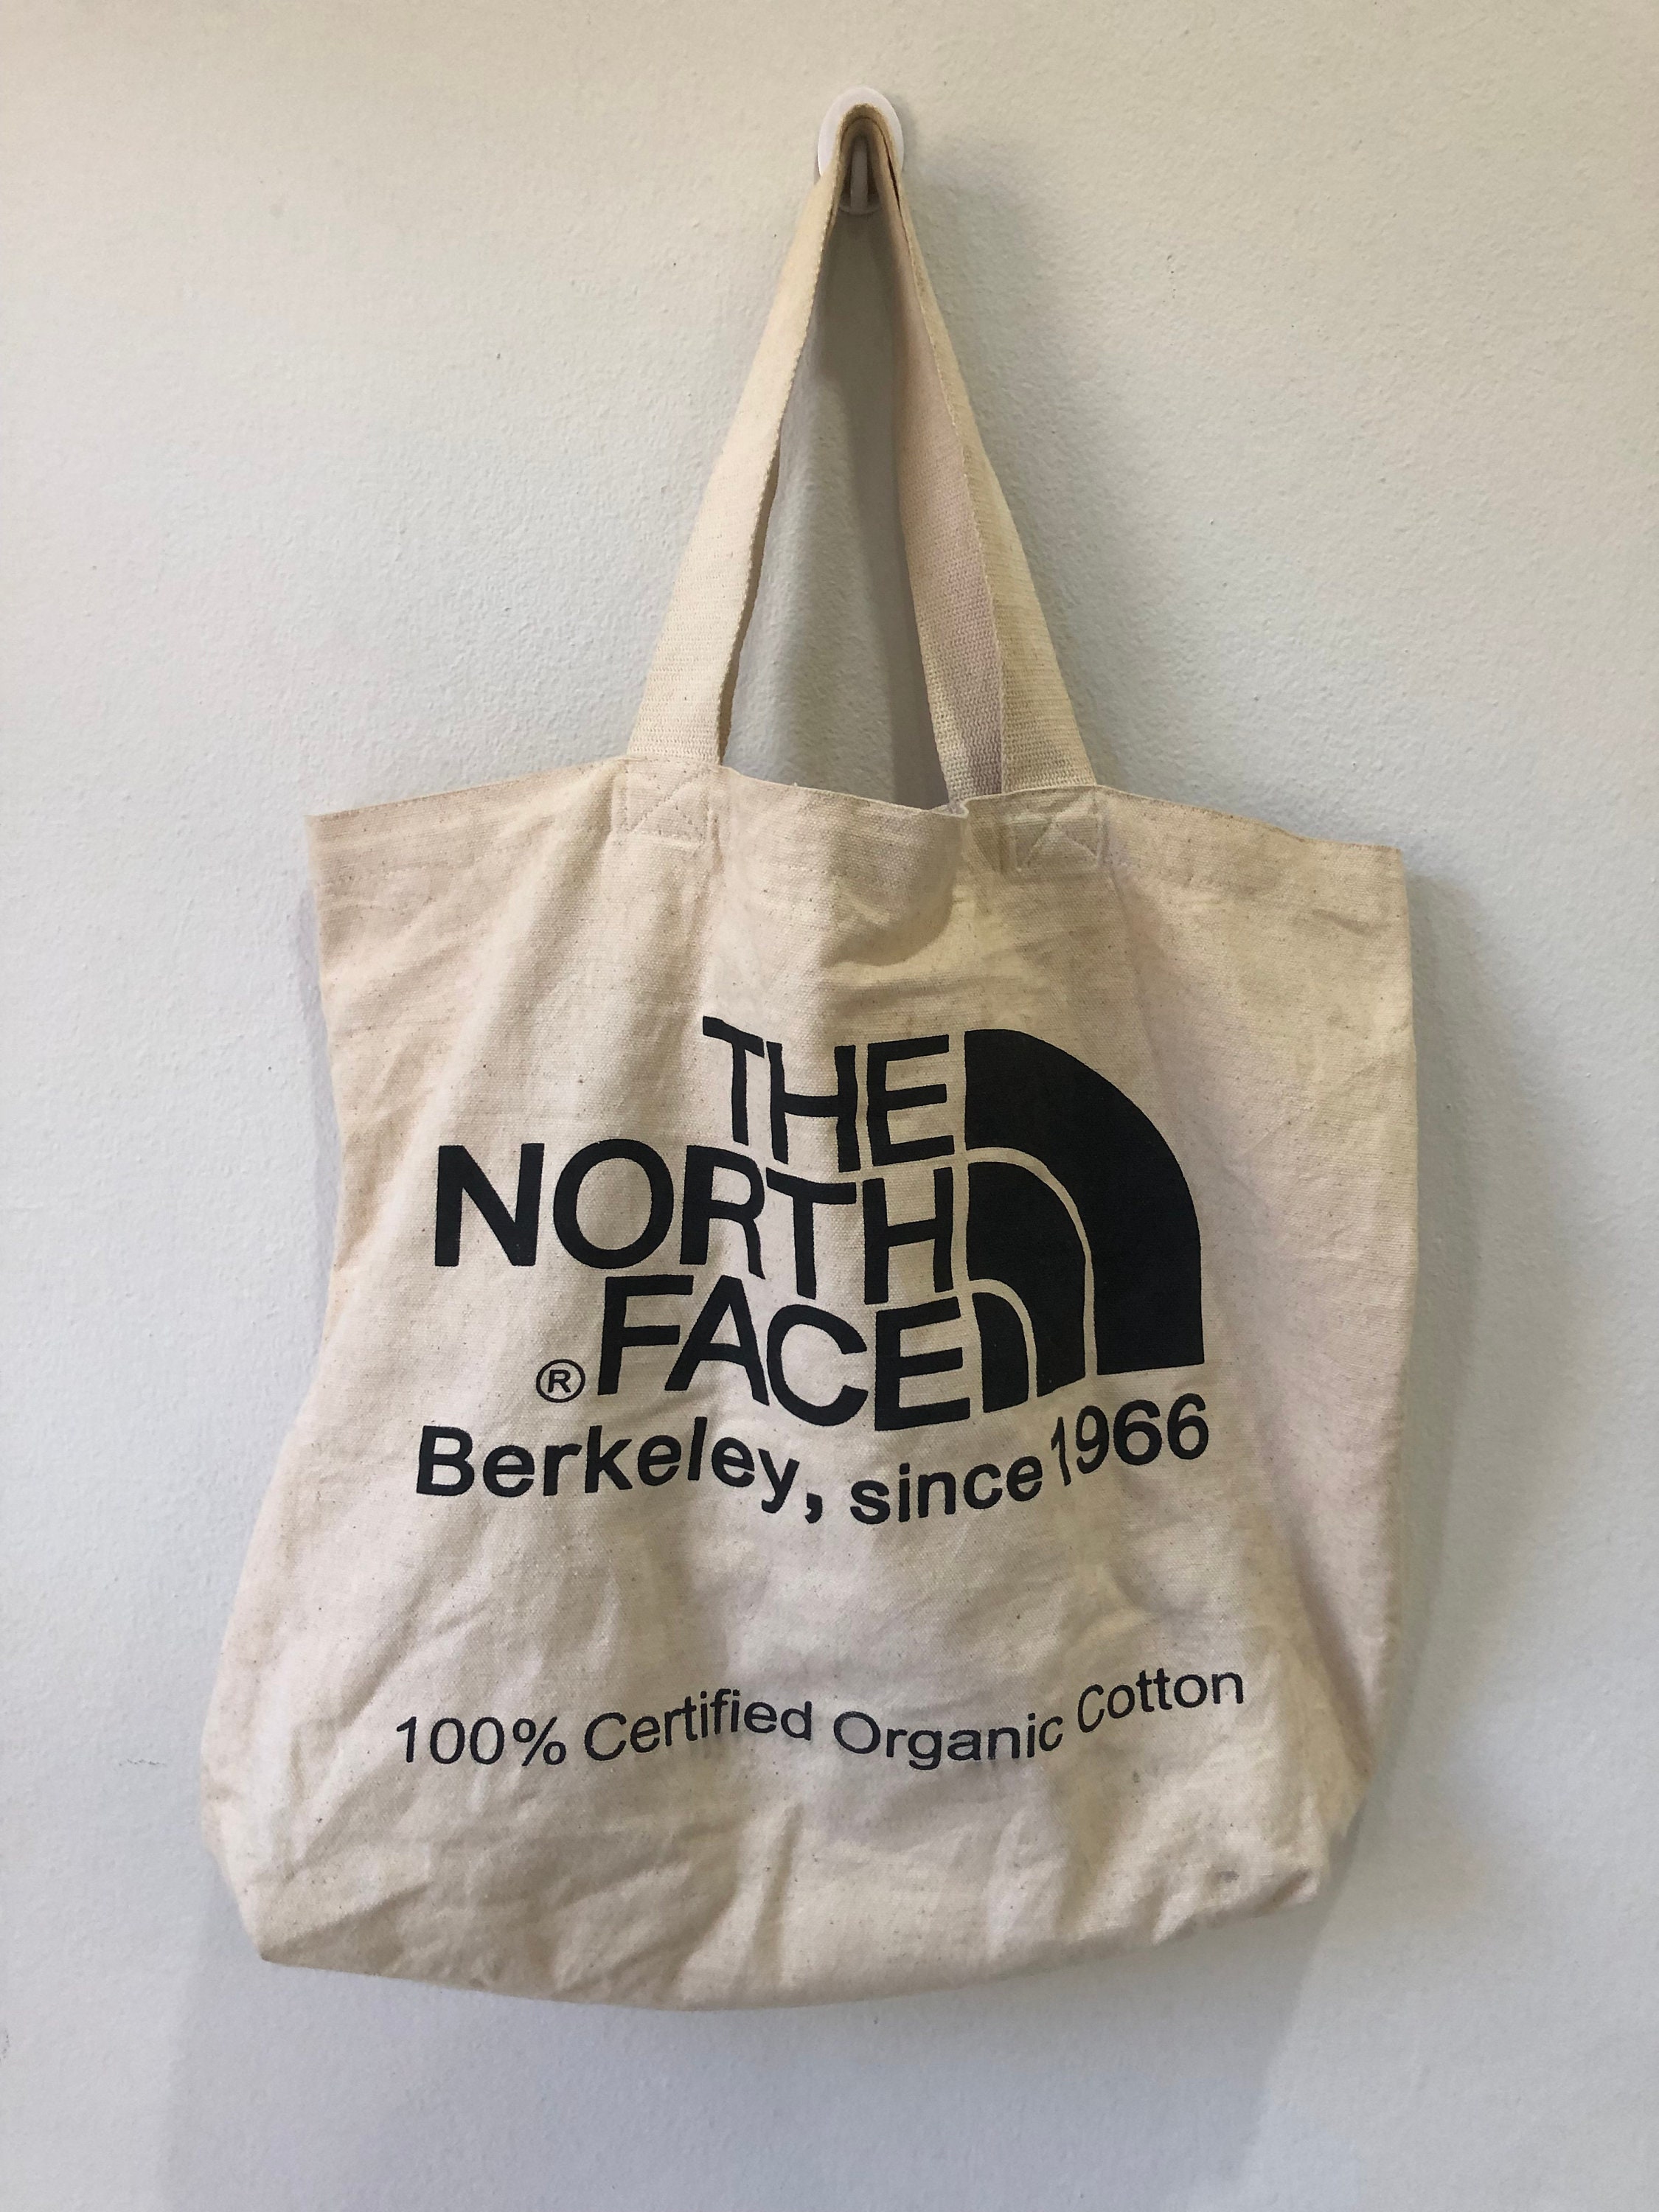 THE
NORTH
® FACE
Berkeley, since 1966
100% Certified Organic Cotton